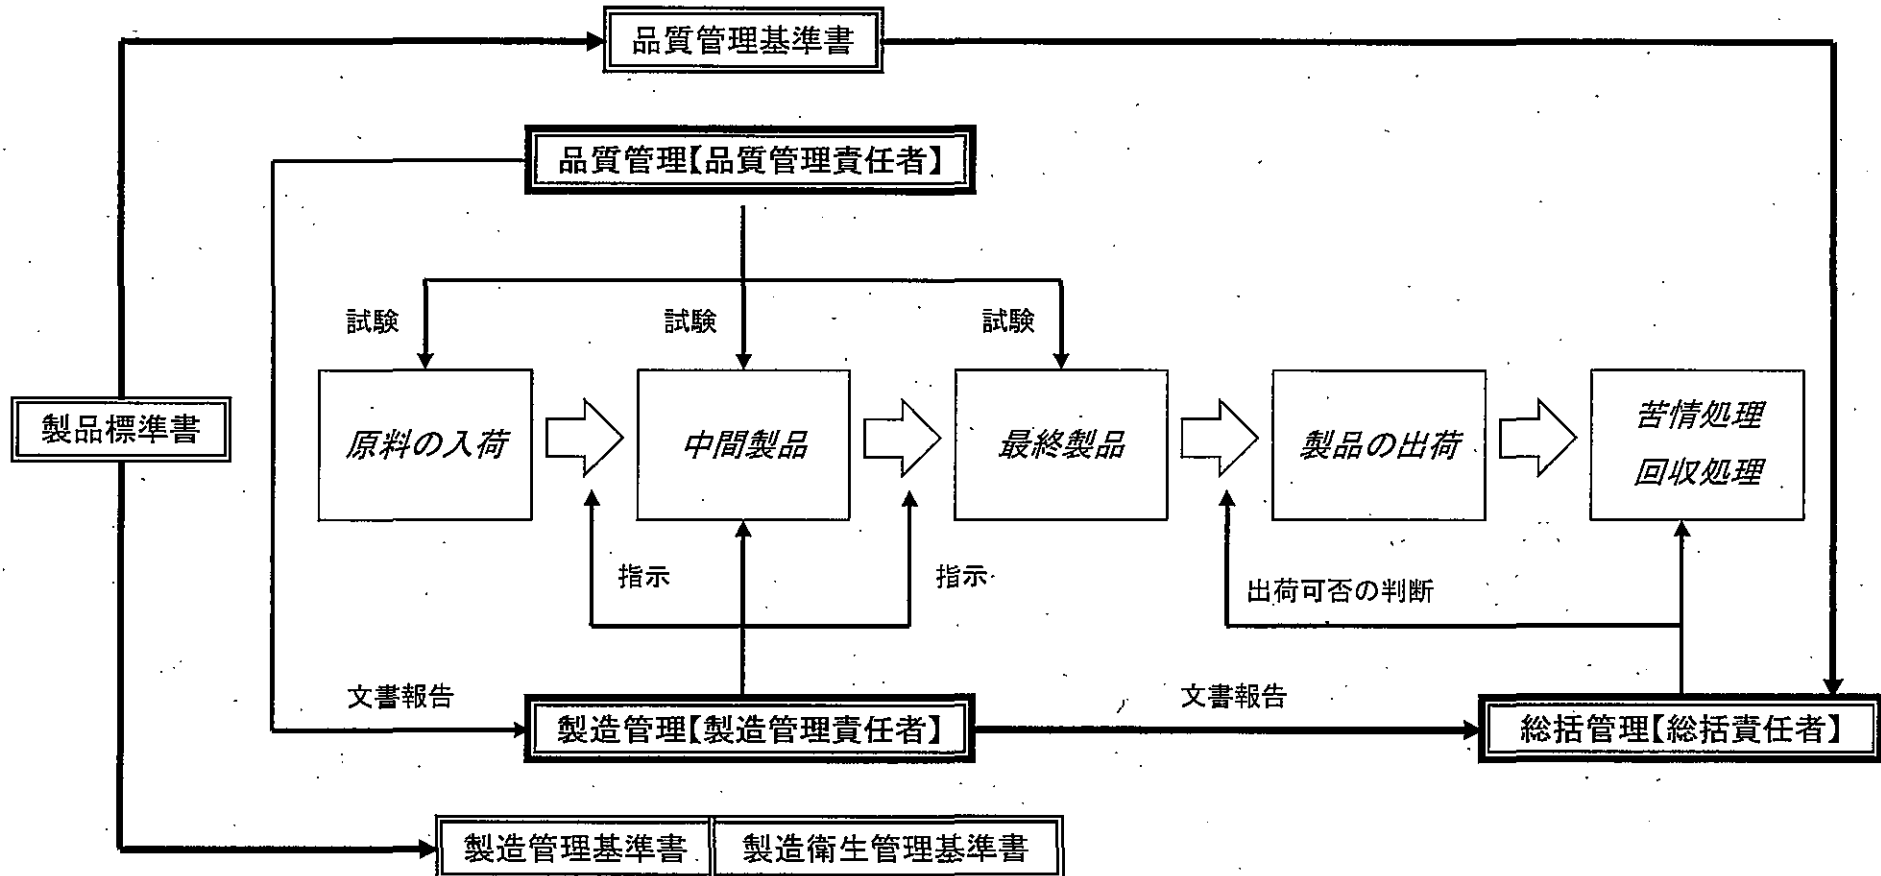 品質管理基準書
品質管理【品質管理責任者】
試験
試験
試験
製品標準書
原料の入荷
中間製品
最終製品
製品の出荷
苦情処理
回収処理
指示
指示
出荷可否の判断
文書報告
文書報告
製造管理【製造管理責任者】
総括管理【総括責任者】
製造管理基準書
製造衛生管理基準書